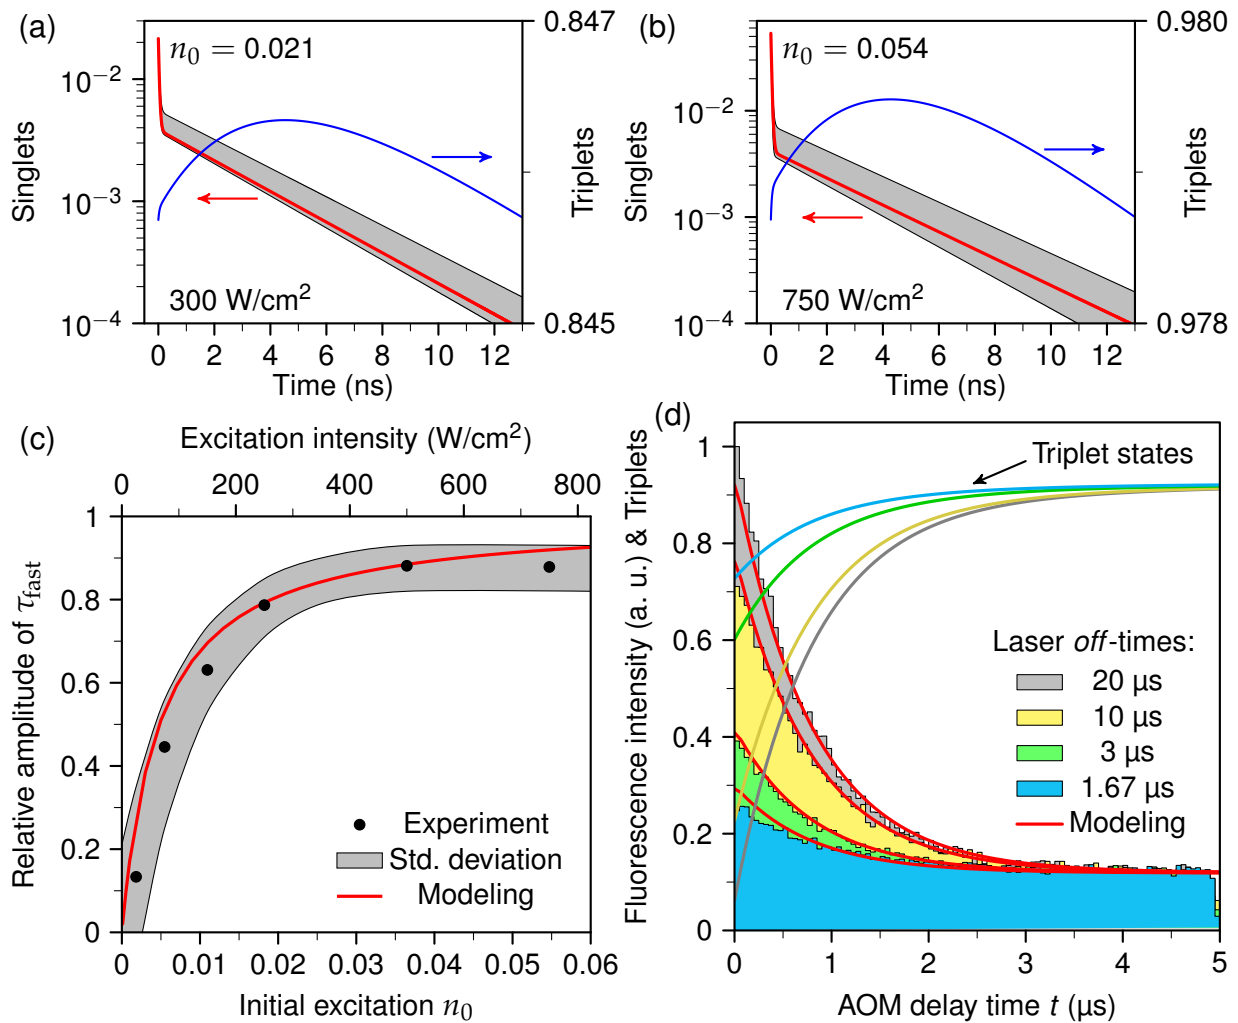 (a)
n₀ = 0.021
10⁻²
10⁻³
10⁻⁴
Singlets
0.847
0.845
Triplets
300 W/cm²
0 2 4 6 8 10 12
Time (ns)
(b)
n₀ = 0.054
10⁻²
10⁻³
10⁻⁴
Singlets
0.980
0.978
Triplets
750 W/cm²
0 2 4 6 8 10 12
Time (ns)
(c)
Excitation intensity (W/cm²)
0 200 400 600 800
1
0.8
0.6
0.4
0.2
0
Relative amplitude of τfast
Experiment
Std. deviation
Modeling
0 0.01 0.02 0.03 0.04 0.05 0.06
Initial excitation n₀
(d)
1
0.8
0.6
0.4
0.2
0
Fluorescence intensity (a. u.) & Triplets
Triplet states
Laser off-times:
20 µs
10 µs
3 µs
1.67 µs
Modeling
0 1 2 3 4 5
AOM delay time t (µs)